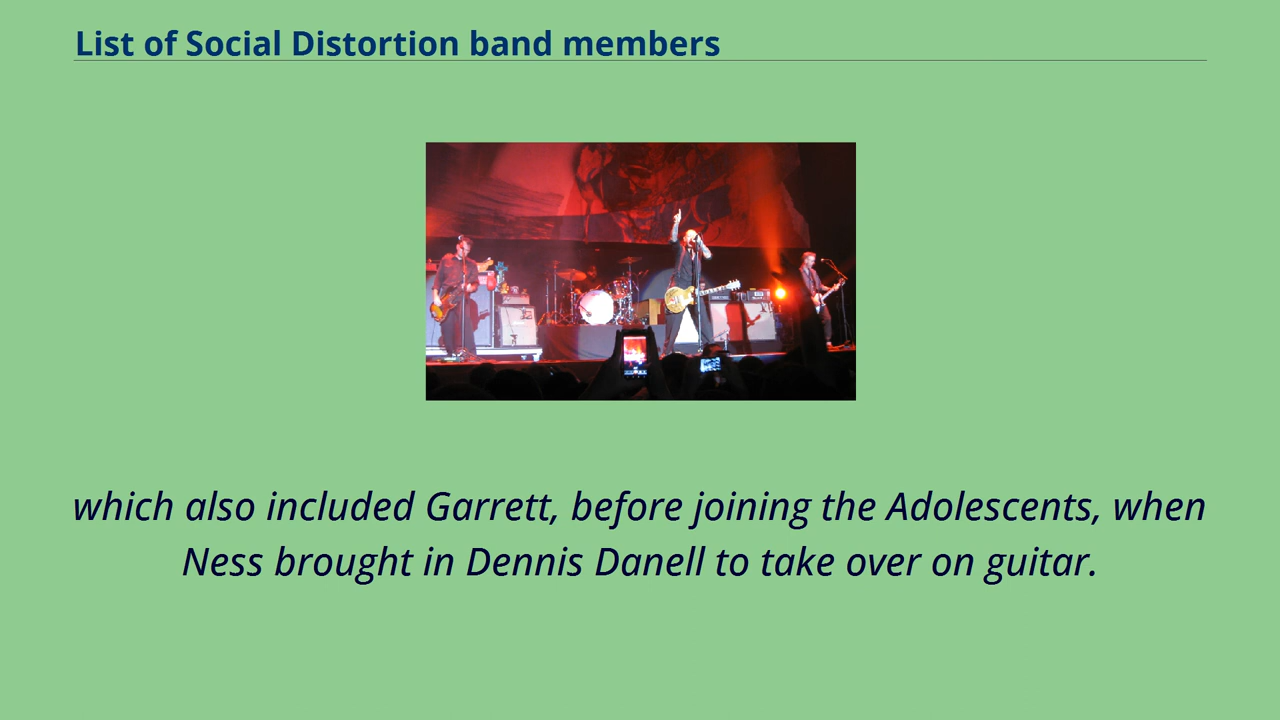 List of Social Distortion band members
which also included Garrett, before joining the Adolescents, when
Ness brought in Dennis Danell to take over on guitar.